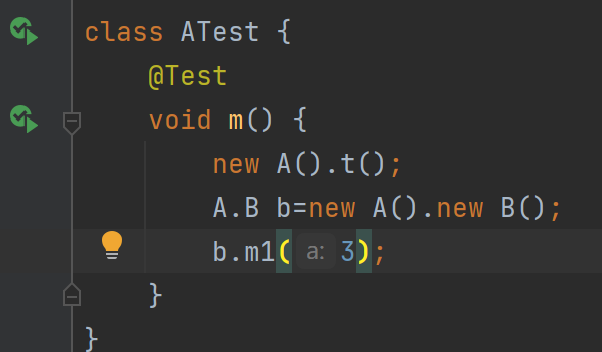 class ATest {
@Test
void m() {
new A().t();
A.B b=new A().new B();
b.m1( a: 3);
}
}